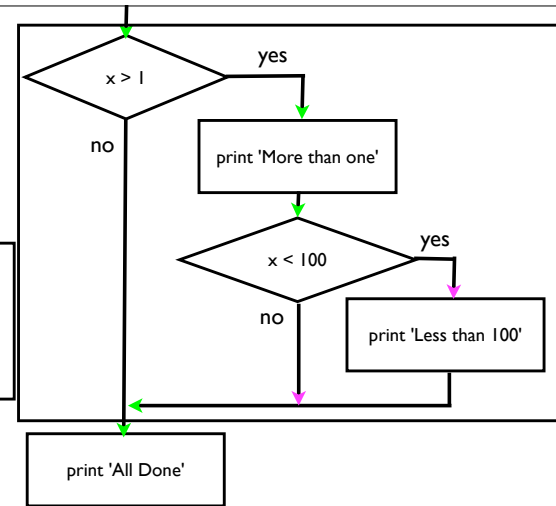 x > 1
yes
no
print 'More than one'
x < 100
yes
no
print 'Less than 100'
print 'All Done'